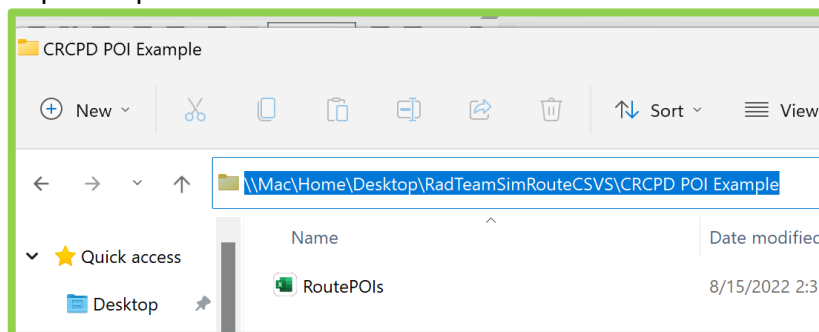 CRCPD POI Example
New
Sort
View
\\Mac\Home\Desktop\RadTeamSimRouteCSVS\CRCPD POI Example
Name
Date modified
Quick access
RoutePOIs
8/15/2022 2:3
Desktop